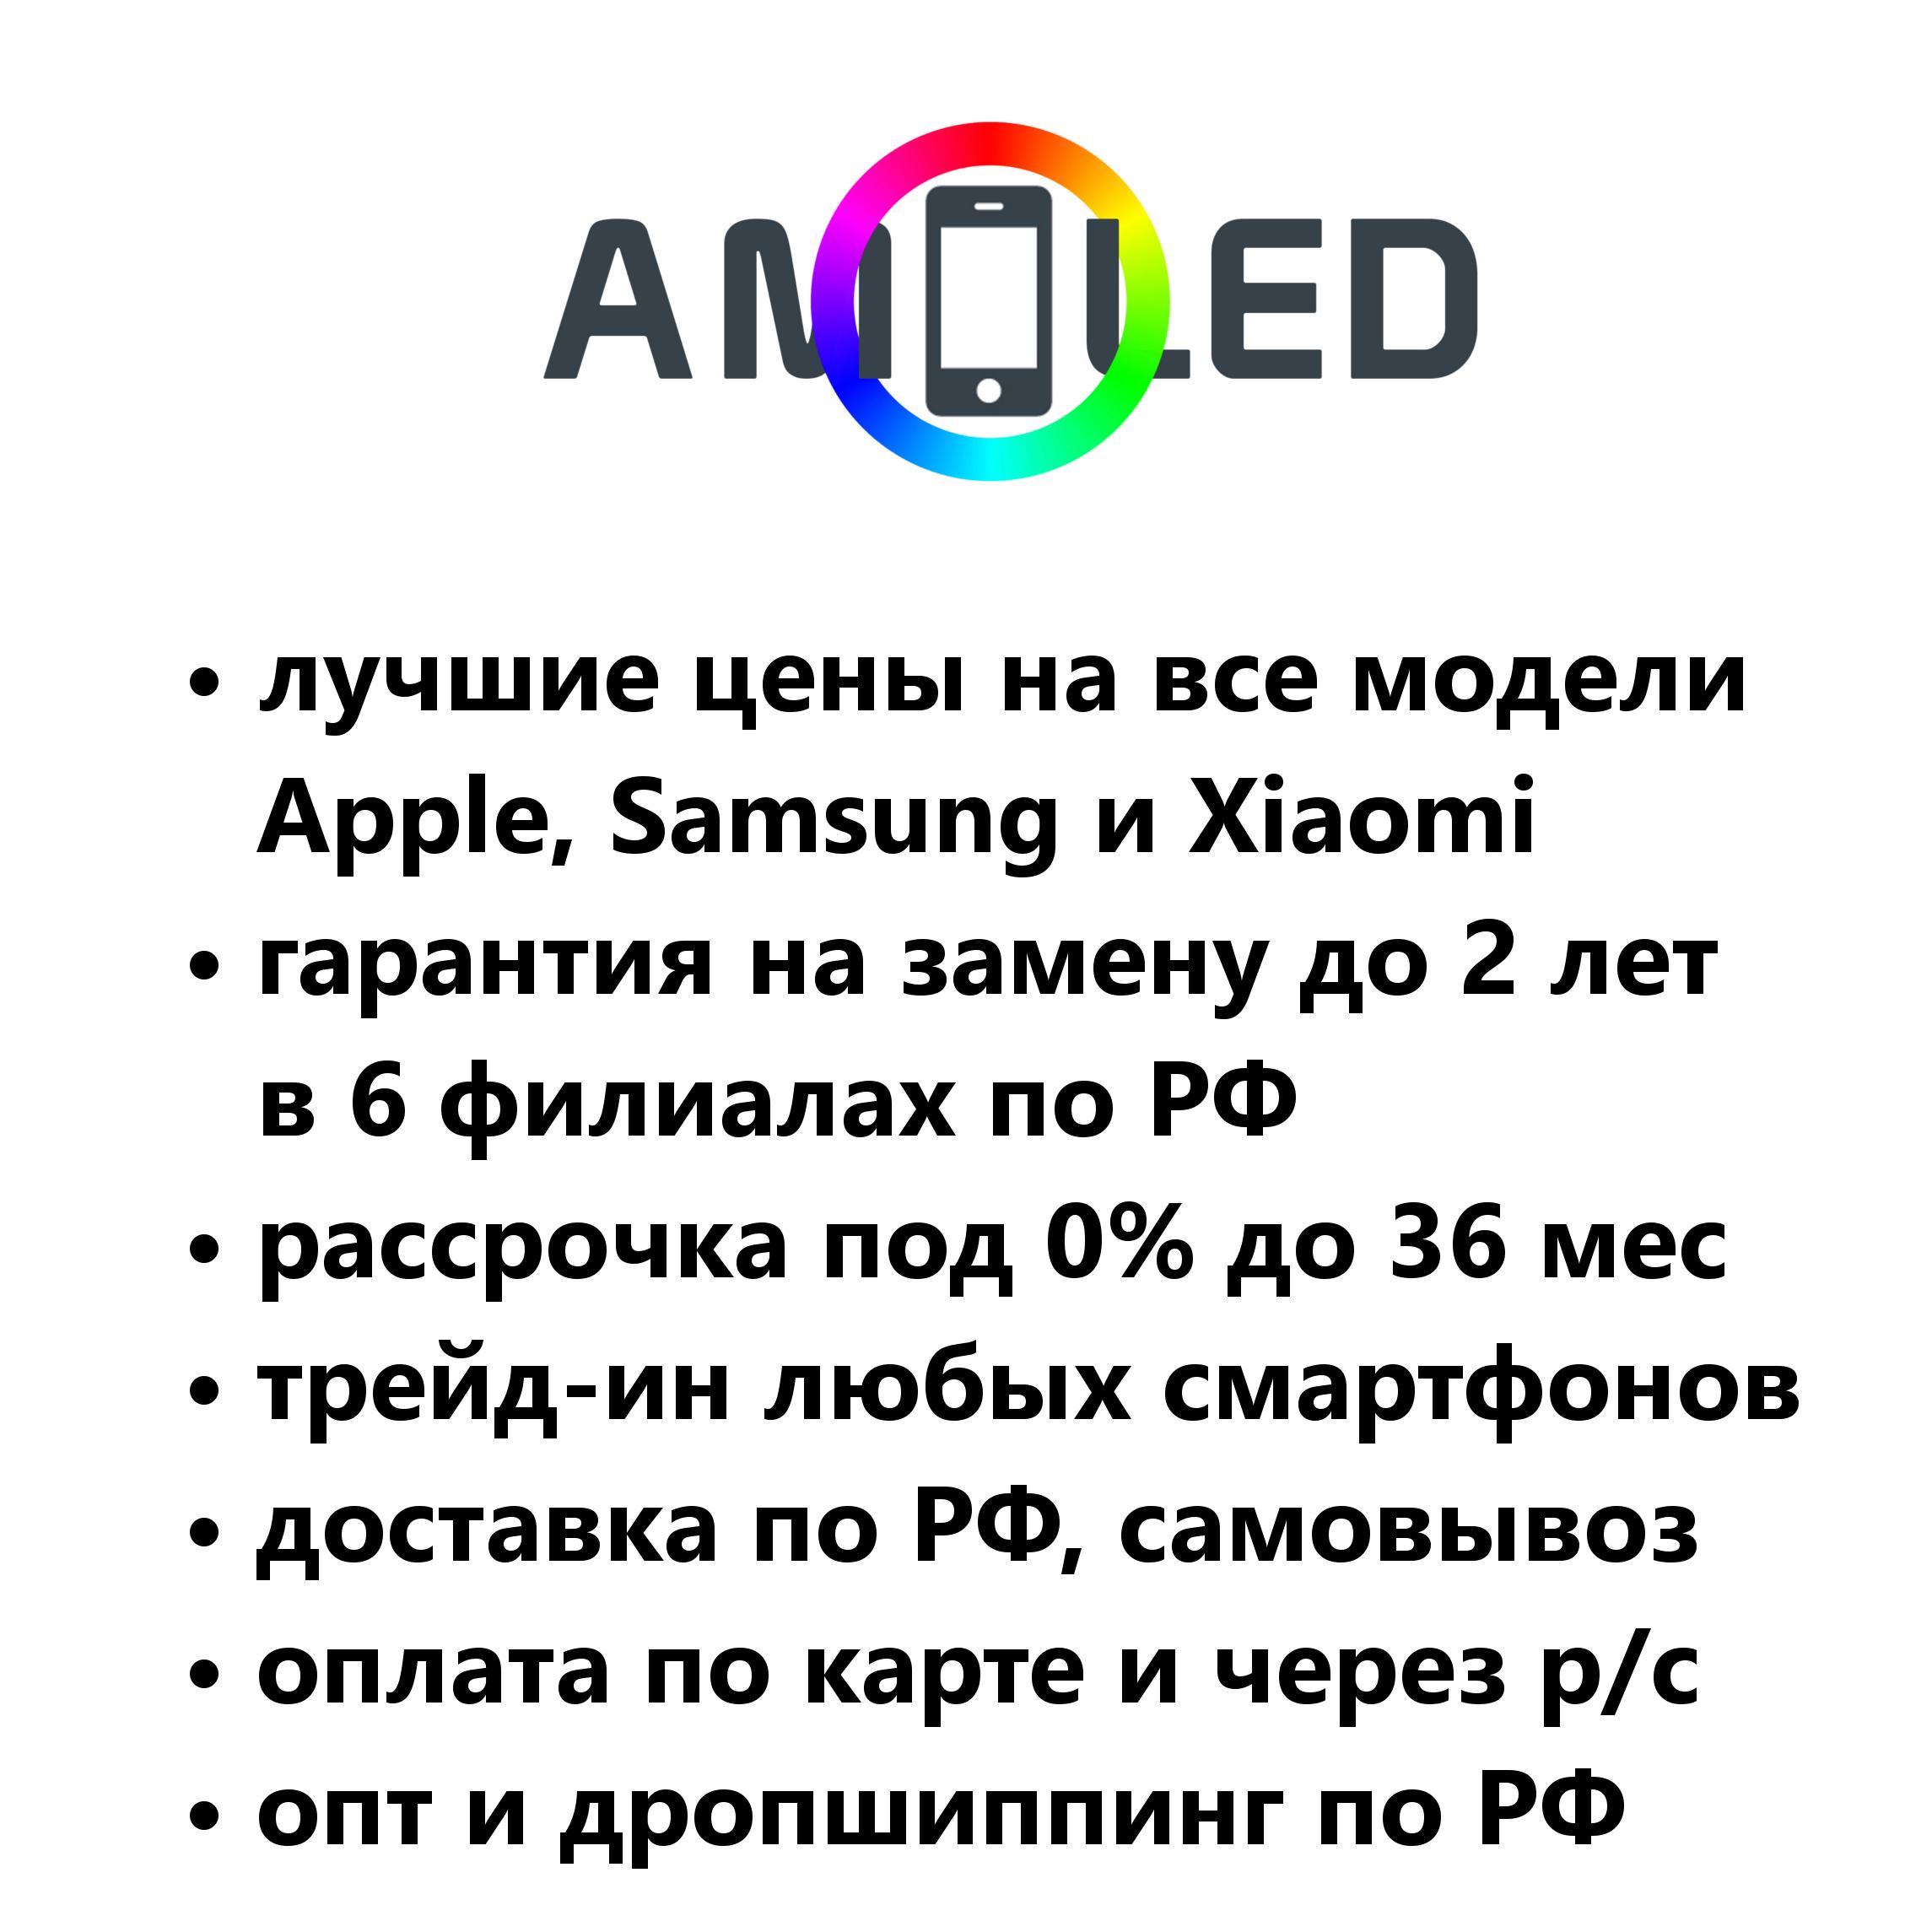 AMOLED
• лучшие цены на все модели
Apple, Samsung и Xiaomi
• гарантия на замену до 2 лет
в 6 филиалах по РФ
• рассрочка под 0% до 36 мес
• трейд-ин любых смартфонов
• доставка по РФ, самовывоз
• оплата по карте и через р/с
• опт и дропшиппинг по РФ